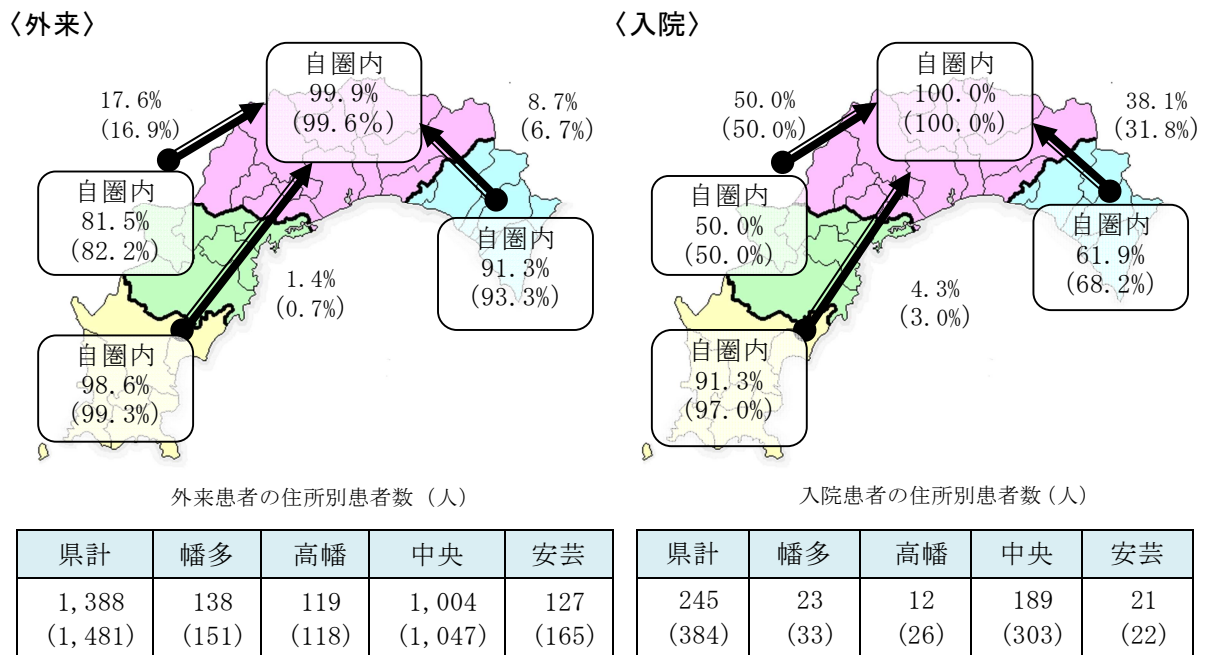 〈外来〉
自圏内
99.9%
(99.6%)
17.6%
(16.9%)
8.7%
(6.7%)
自圏内
81.5%
(82.2%)
自圏内
91.3%
(93.3%)
1.4%
(0.7%)
自圏内
98.6%
(99.3%)
外来患者の住所別患者数（人）
県計 幡多 高幡 中央 安芸
1,388 138 119 1,004 127
(1,481) (151) (118) (1,047) (165)
〈入院〉
自圏内
100.0%
(100.0%)
50.0%
(50.0%)
38.1%
(31.8%)
自圏内
50.0%
(50.0%)
自圏内
61.9%
(68.2%)
4.3%
(3.0%)
自圏内
91.3%
(97.0%)
入院患者の住所別患者数（人）
県計 幡多 高幡 中央 安芸
245 23 12 189 21
(384) (33) (26) (303) (22)